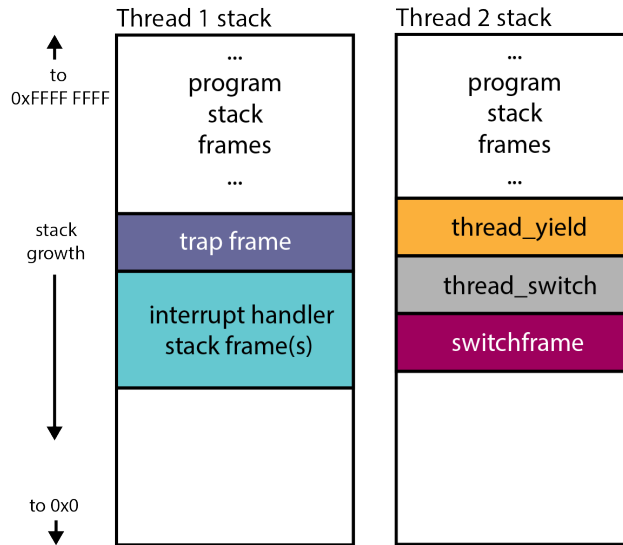 Thread 1 stack
Thread 2 stack
to
0xFFFF FFFF
...
program
stack
frames
...
...
program
stack
frames
...
stack
growth
trap frame
interrupt handler
stack frame(s)
thread_yield
thread_switch
switchframe
to 0x0